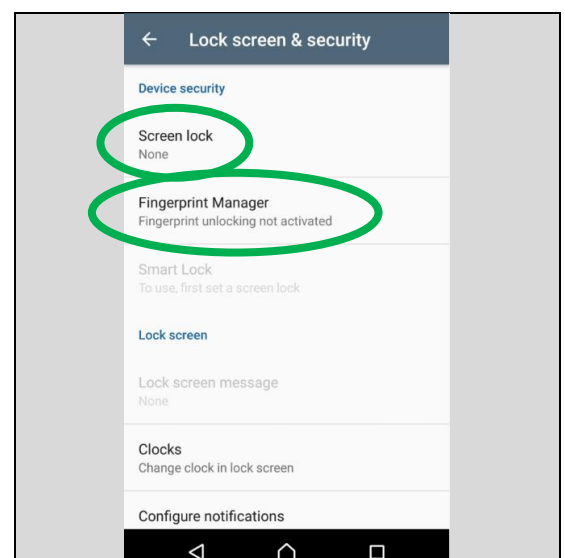 Lock screen & security
Device security
Screen lock
None
Fingerprint Manager
Fingerprint unlocking not activated
Smart Lock
To use, first set a screen lock
Lock screen
Lock screen message
None
Clocks
Change clock in lock screen
Configure notifications